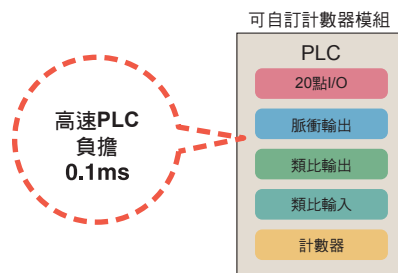 可自訂計數器模組
PLC
20點I/O
脈衝輸出
類比輸出
類比輸入
計數器
高速PLC
負擔
0.1ms